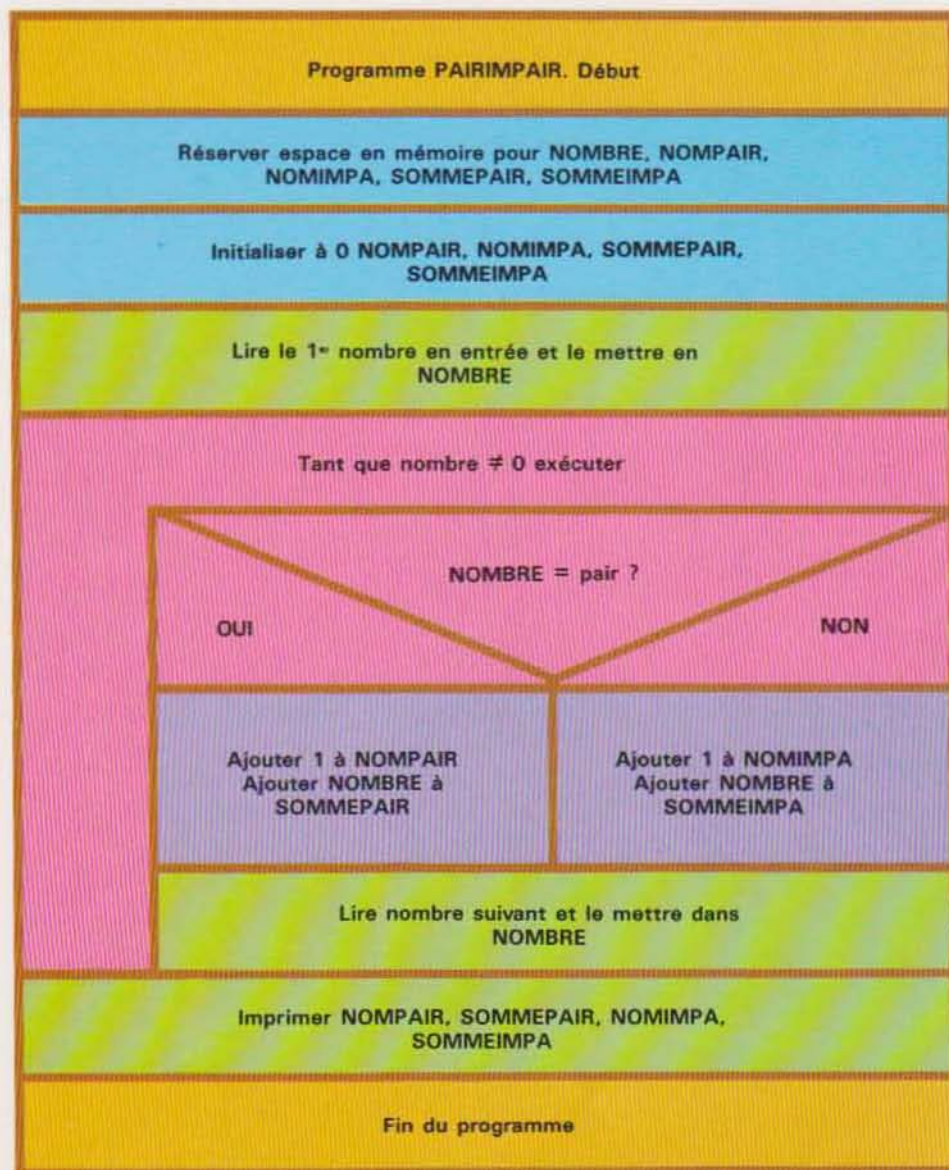 Programme PAIRIMPAIR. Début
Réserver espace en mémoire pour NOMBRE, NOMPAIR,
NOMIMPA, SOMMEPAIR, SOMMEIMPA
Initialiser à 0 NOMPAIR, NOMIMPA, SOMMEPAIR,
SOMMEIMPA
Lire le 1er nombre en entrée et le mettre en
NOMBRE
Tant que nombre ≠ 0 exécuter
NOMBRE = pair ?
OUI
NON
Ajouter 1 à NOMPAIR
Ajouter NOMBRE à
SOMMEPAIR
Ajouter 1 à NOMIMPA
Ajouter NOMBRE à
SOMMEIMPA
Lire nombre suivant et le mettre dans
NOMBRE
Imprimer NOMPAIR, SOMMEPAIR, NOMIMPA,
SOMMEIMPA
Fin du programme